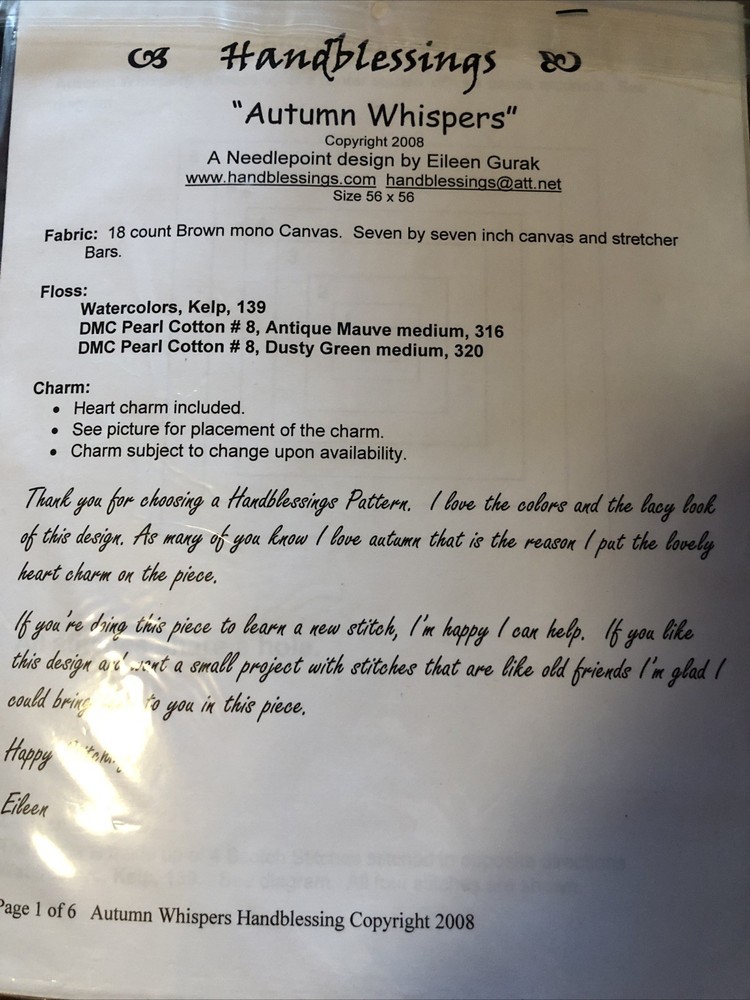 Handblessings
"Autumn Whispers"
Copyright 2008
A Needlepoint design by Eileen Gurak
www.handblessings.com handblessings@att.net
Size 56 x 56
Fabric: 18 count Brown mono Canvas. Seven by seven inch canvas and stretcher
Bars.
Floss:
Watercolors, Kelp, 139
DMC Pearl Cotton # 8, Antique Mauve medium, 316
DMC Pearl Cotton # 8, Dusty Green medium, 320
Charm:
• Heart charm included.
• See picture for placement of the charm.
• Charm subject to change upon availability.
Thank you for choosing a Handblessings Pattern. I love the colors and the lacy look
of this design. As many of you know I love autumn that is the reason I put the lovely
heart charm on the piece.
If you're doing this piece to learn a new stitch, I'm happy I can help. If you like
this design and want a small project with stitches that are like old friends I'm glad I
could bring to you in this piece.
Happy
Eileen
Page 1 of 6 Autumn Whispers Handblessing Copyright 2008